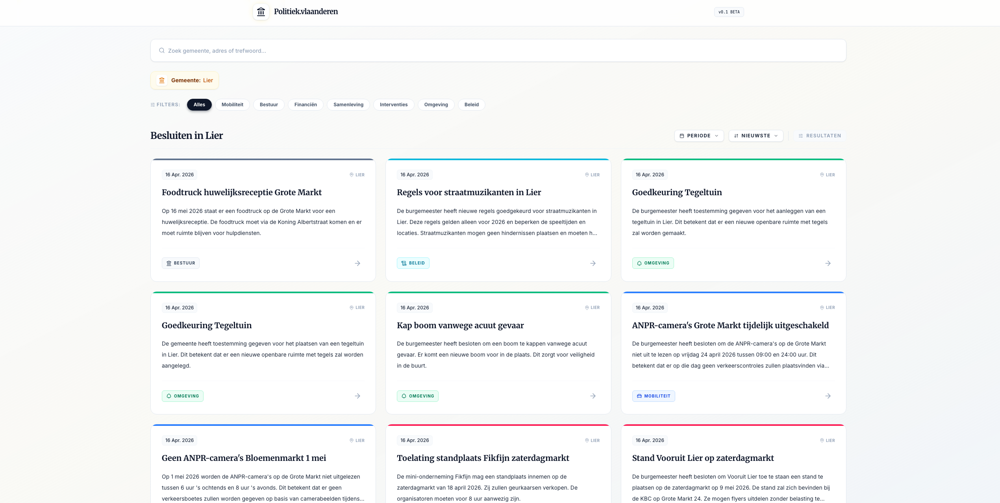 Politiek.vlaanderen
v0.1 BETA
Zoek gemeente, adres of trefwoord...
Gemeente: Lier
FILTERS: Alles Mobiliteit Bestuur Financiën Samenleving Interventies Omgeving Beleid
Besluiten in Lier
PERIODE NIEUWSTE RESULTATEN
16 Apr. 2026 LIER
Foodtruck huwelijksreceptie Grote Markt
Op 16 mei 2026 staat er een foodtruck op de Grote Markt voor een
huwelijksreceptie. De foodtruck moet via de Koning Albertstraat komen en er
moet ruimte blijven voor hulpdiensten.
BESTUUR
16 Apr. 2026 LIER
Regels voor straatmuzikanten in Lier
De burgemeester heeft nieuwe regels goedgekeurd voor straatmuzikanten in
Lier. Deze regels gelden alleen voor 2026 en beperken de speeltijden en
locaties. Straatmuzikanten mogen geen hindernissen plaatsen en moeten h...
BELEID
16 Apr. 2026 LIER
Goedkeuring Tegeltuin
De burgemeester heeft toestemming gegeven voor het aanleggen van een
tegeltuin in Lier. Dit betekent dat er een nieuwe openbare ruimte met tegels
zal worden gemaakt.
OMGEVING
16 Apr. 2026 LIER
Goedkeuring Tegeltuin
De gemeente heeft toestemming gegeven voor het plaatsen van een tegeltuin
in Lier. Dit betekent dat er een nieuwe openbare ruimte met tegels zal worden
aangelegd.
OMGEVING
16 Apr. 2026 LIER
Kap boom vanwege acuut gevaar
De burgemeester heeft besloten om een boom te kappen vanwege acuut
gevaar. Er komt een nieuwe boom voor in de plaats. Dit zorgt voor veiligheid
in de buurt.
OMGEVING
16 Apr. 2026 LIER
ANPR-camera's Grote Markt tijdelijk uitgeschakeld
De burgemeester heeft besloten om de ANPR-camera's op de Grote Markt
niet uit te lezen op vrijdag 24 april 2026 tussen 09:00 en 24:00 uur. Dit
betekent dat er op die dag geen verkeerscontroles zullen plaatsvinden via...
MOBILITEIT
16 Apr. 2026 LIER
Geen ANPR-camera's Bloemenmarkt 1 mei
Op 1 mei 2026 worden de ANPR-camera's op de Grote Markt niet uitgelezen
tussen 6 uur 's ochtends en 8 uur 's avonds. Dit betekent dat er geen
verkeersboetes zullen worden gegeven op basis van camerabeelden tijdens...
16 Apr. 2026 LIER
Toelating standplaats Fikfijn zaterdagmarkt
De mini-onderneming Fikfijn mag een standplaats innemen op de
zaterdagmarkt van 18 april 2026. Zij zullen geurkaarsen verkopen. De
organisatoren moeten voor 8 uur aanwezig zijn.
16 Apr. 2026 LIER
Stand Vooruit Lier op zaterdagmarkt
De burgemeester heeft besloten om Vooruit Lier toe te staan een stand te
plaatsen op de zaterdagmarkt op 9 mei 2026. De stand zal zich bevinden bij
de KBC op Grote Markt 24. Ze mogen flyers uitdelen zonder belasting te...